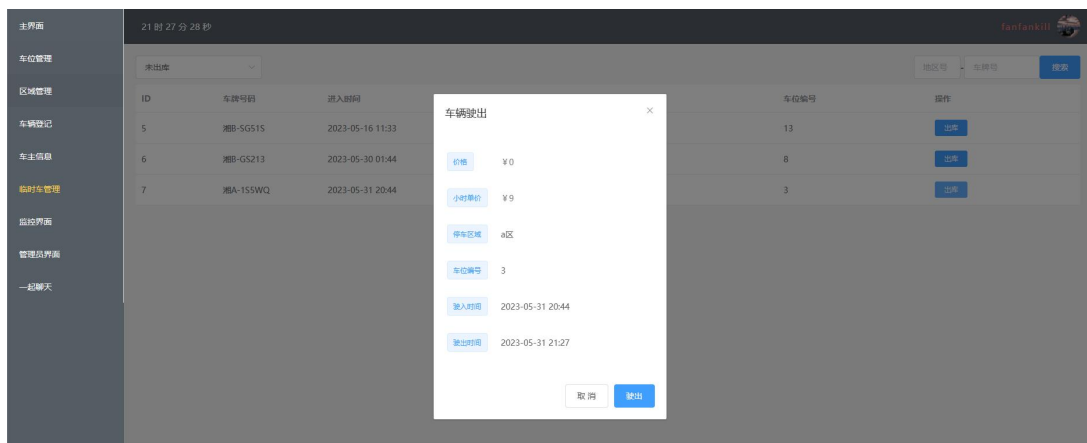 主界面
车位管理
区域管理
车辆登记
车主信息
临时车管理
监控界面
管理员界面
一起聊天
21 时 27 分 28 秒
fanfankill
未出库
地区号 - 车牌号 搜索
ID 车牌号码 进入时间 车位编号 操作
5 湘B-SG515 2023-05-16 11:33 13 出库
6 湘B-GS213 2023-05-30 01:44 8 出库
7 湘A-1S5WQ 2023-05-31 20:44 3 出库
车辆驶出 ×
价格 ¥0
小时单价 ¥9
停车区域 a区
车位编号 3
驶入时间 2023-05-31 20:44
驶出时间 2023-05-31 21:27
取 消 驶出